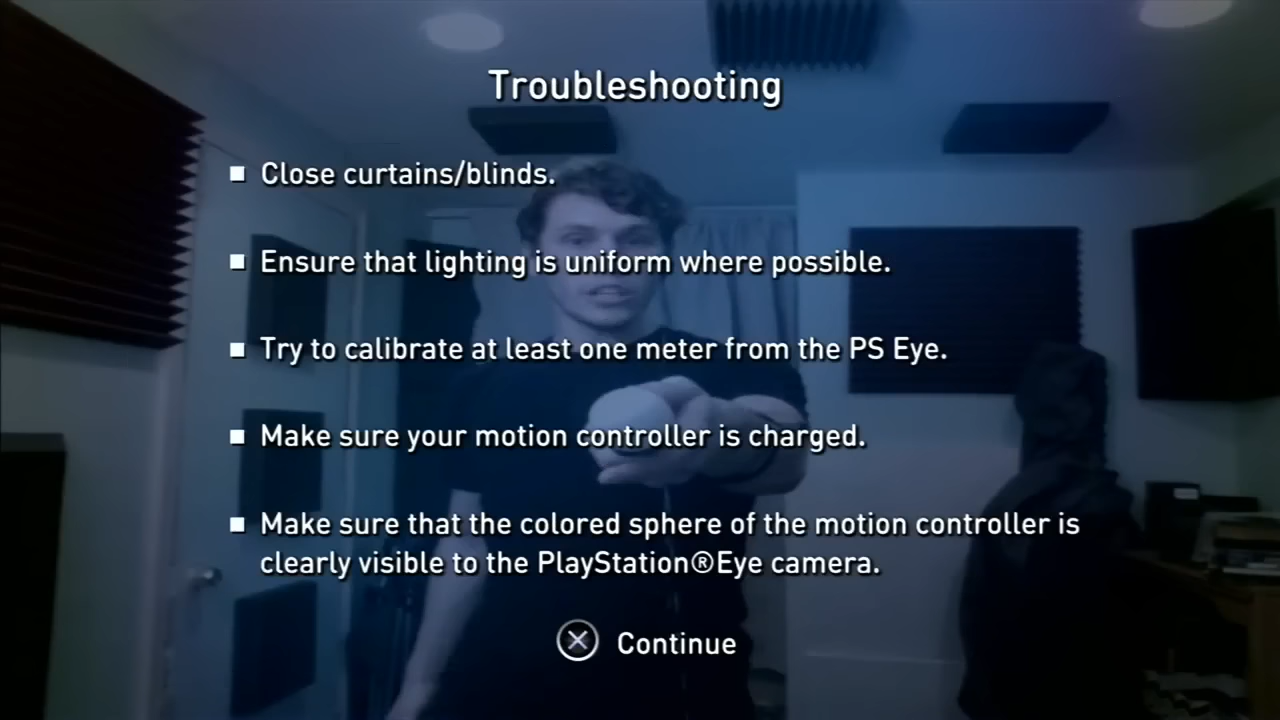 Troubleshooting
Close curtains/blinds.
Ensure that lighting is uniform where possible.
Try to calibrate at least one meter from the PS Eye.
Make sure your motion controller is charged.
Make sure that the colored sphere of the motion controller is
clearly visible to the PlayStation®Eye camera.
Continue